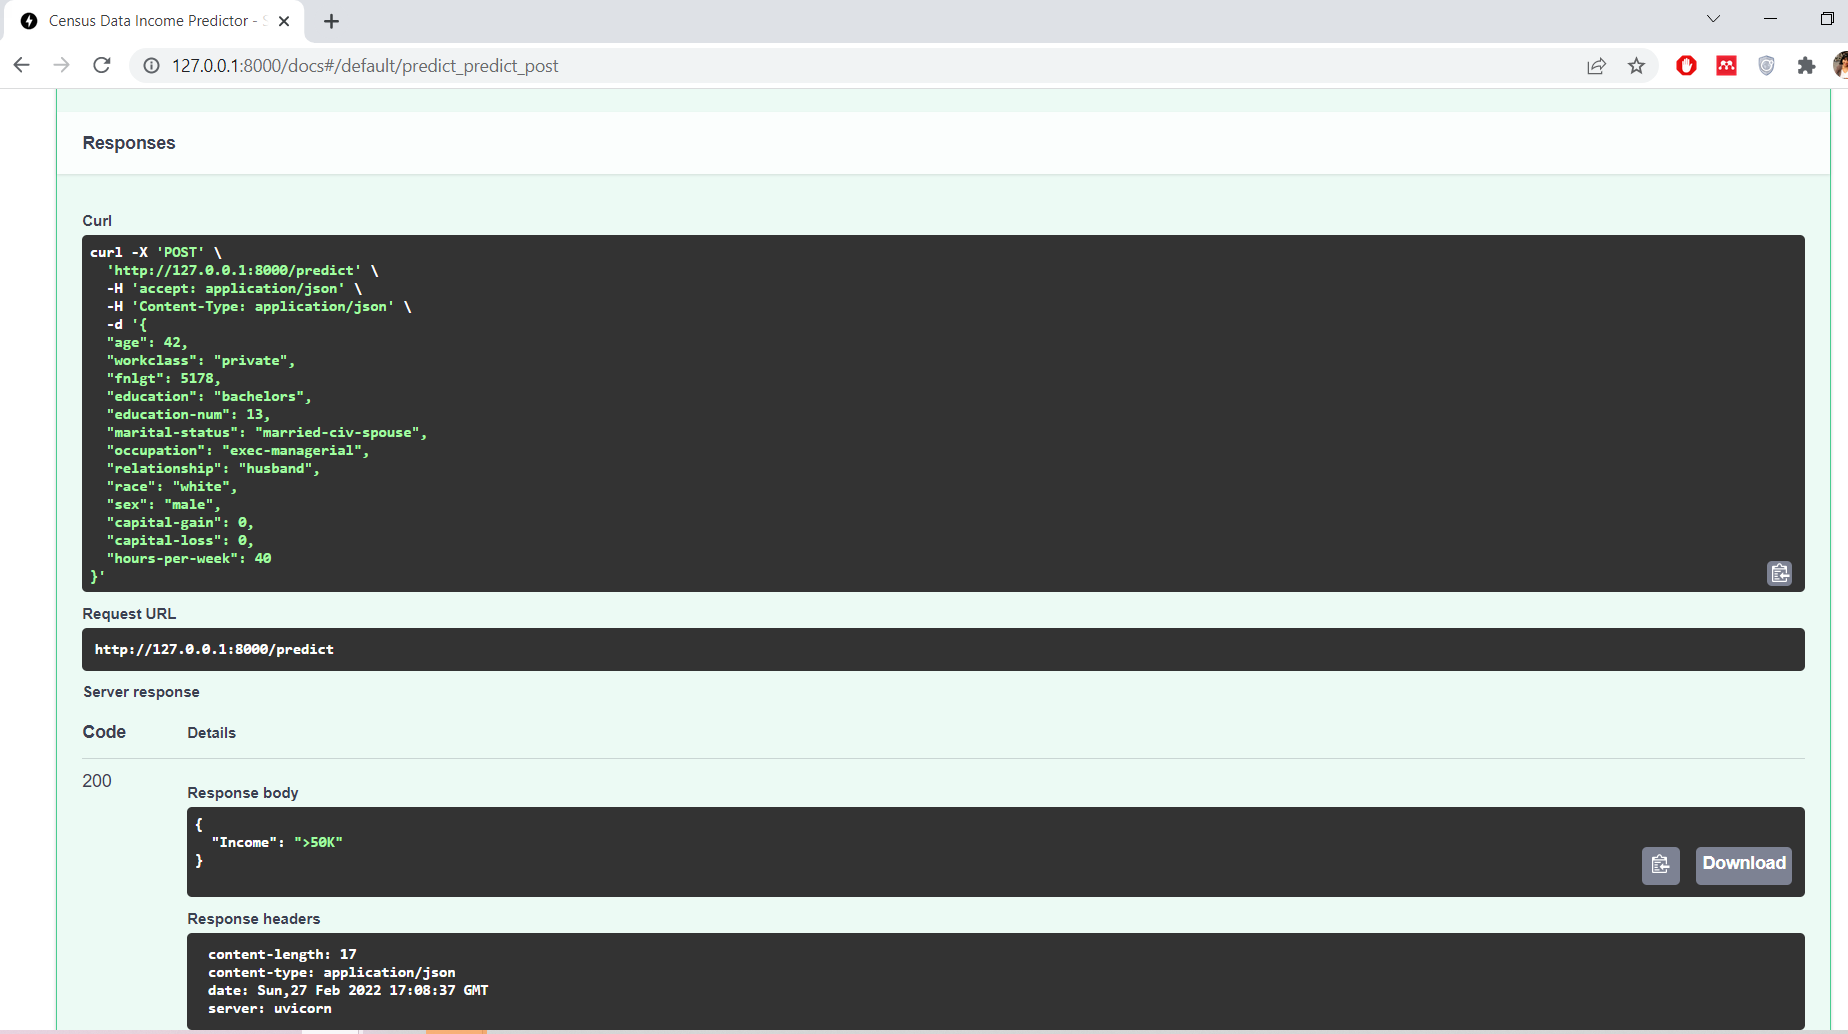 Census Data Income Predictor -
127.0.0.1:8000/docs#/default/predict_predict_post
Responses
Curl
curl -X 'POST' \
'http://127.0.0.1:8000/predict' \
-H 'accept: application/json' \
-H 'Content-Type: application/json' \
-d '{
"age": 42,
"workclass": "private",
"fnlgt": 5178,
"education": "bachelors",
"education-num": 13,
"marital-status": "married-civ-spouse",
"occupation": "exec-managerial",
"relationship": "husband",
"race": "white",
"sex": "male",
"capital-gain": 0,
"capital-loss": 0,
"hours-per-week": 40
}'
Request URL
http://127.0.0.1:8000/predict
Server response
Code Details
200
Response body
{
"Income": ">50K"
}
Download
Response headers
content-length: 17
content-type: application/json
date: Sun,27 Feb 2022 17:08:37 GMT
server: uvicorn